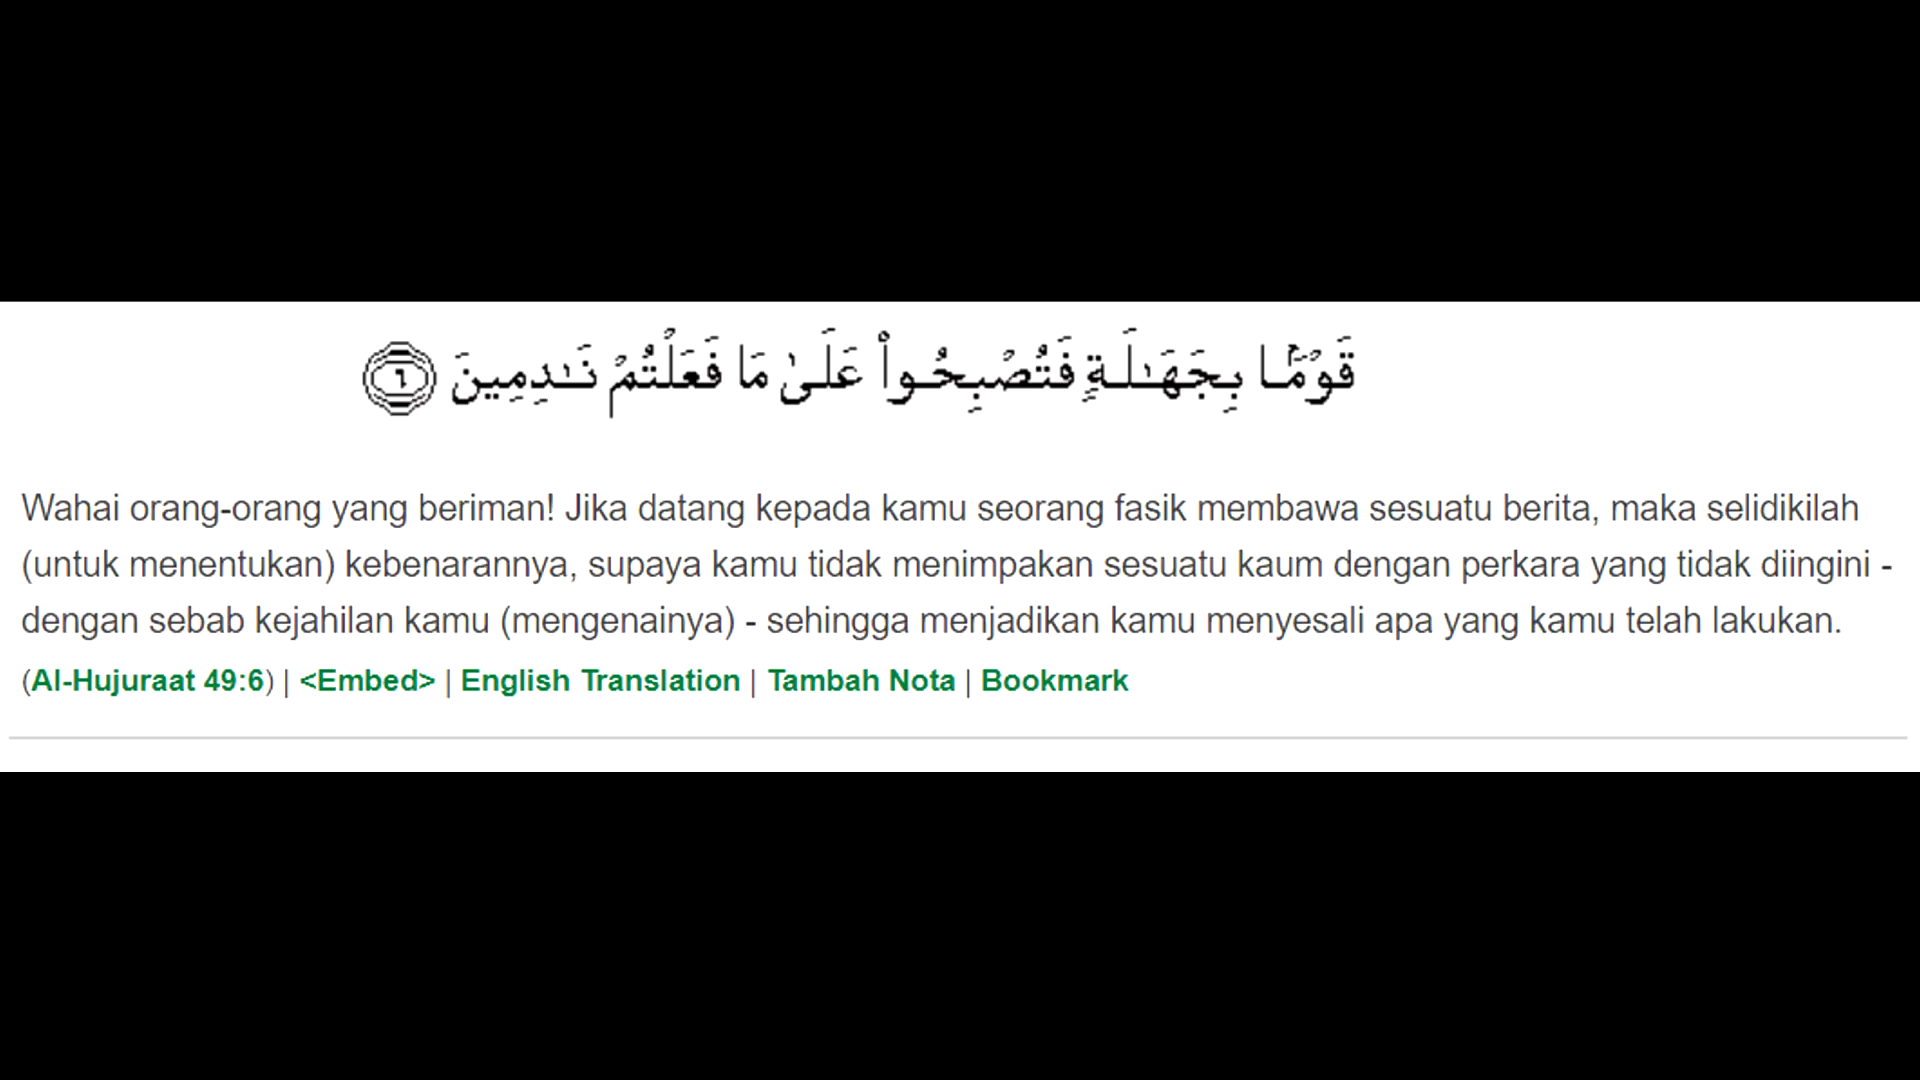 قَوْمًۢا بِجَهَـٰلَةٍ فَتُصْبِحُوا۟ عَلَىٰ مَا فَعَلْتُمْ نَـٰدِمِينَ ٦
Wahai orang-orang yang beriman! Jika datang kepada kamu seorang fasik membawa sesuatu berita, maka selidikilah
(untuk menentukan) kebenarannya, supaya kamu tidak menimpakan sesuatu kaum dengan perkara yang tidak diingini -
dengan sebab kejahilan kamu (mengenainya) - sehingga menjadikan kamu menyesali apa yang kamu telah lakukan.
(Al-Hujuraat 49:6) | <Embed> | English Translation | Tambah Nota | Bookmark